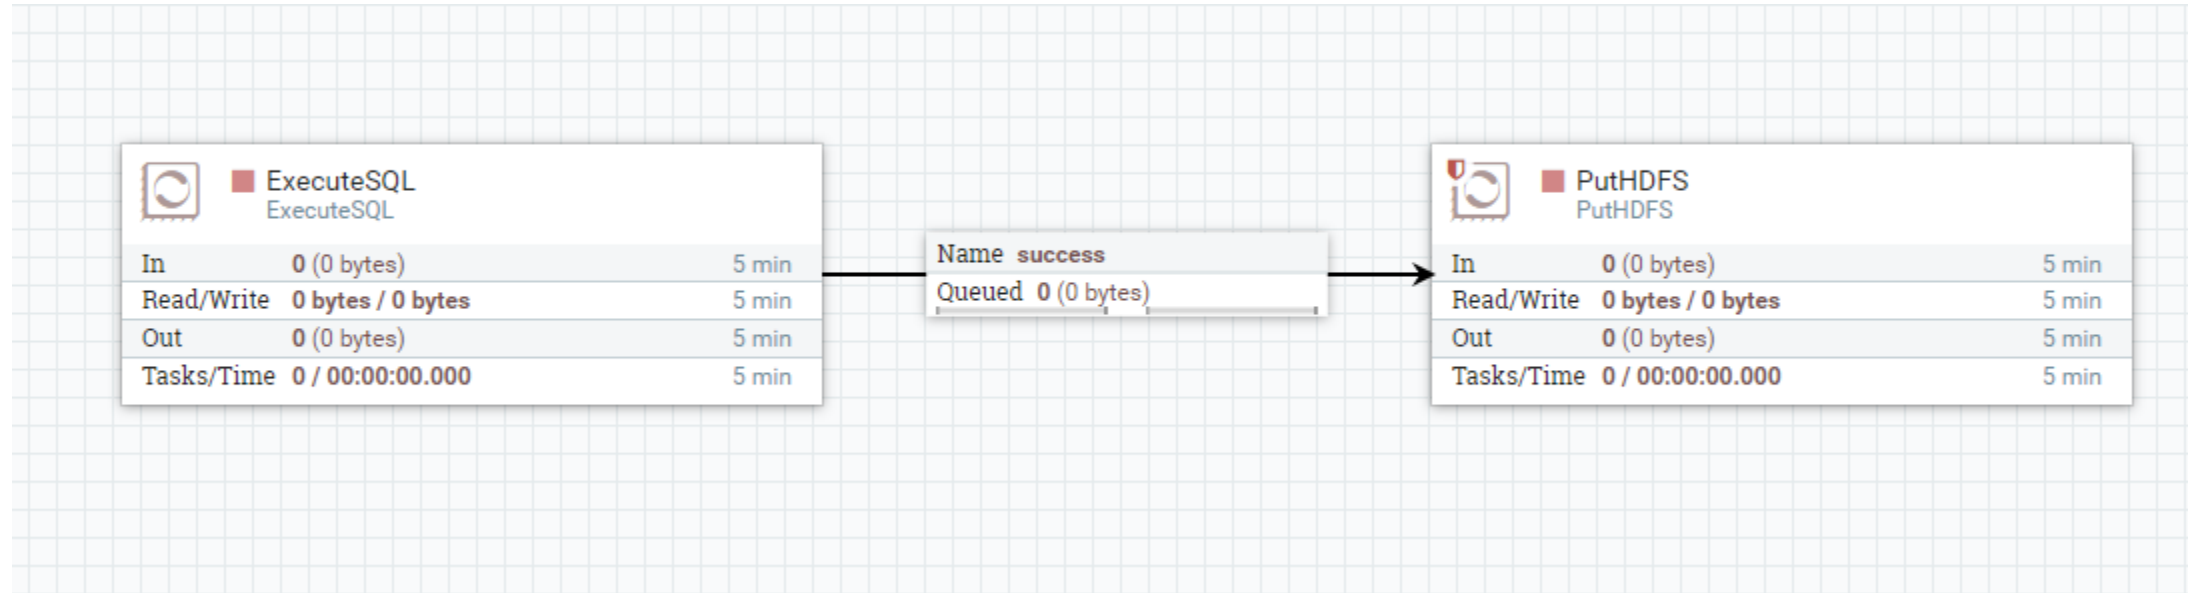 ExecuteSQL
ExecuteSQL
In 0 (0 bytes) 5 min
Read/Write 0 bytes / 0 bytes 5 min
Out 0 (0 bytes) 5 min
Tasks/Time 0 / 00:00:00.000 5 min
Name success
Queued 0 (0 bytes)
PutHDFS
PutHDFS
In 0 (0 bytes) 5 min
Read/Write 0 bytes / 0 bytes 5 min
Out 0 (0 bytes) 5 min
Tasks/Time 0 / 00:00:00.000 5 min